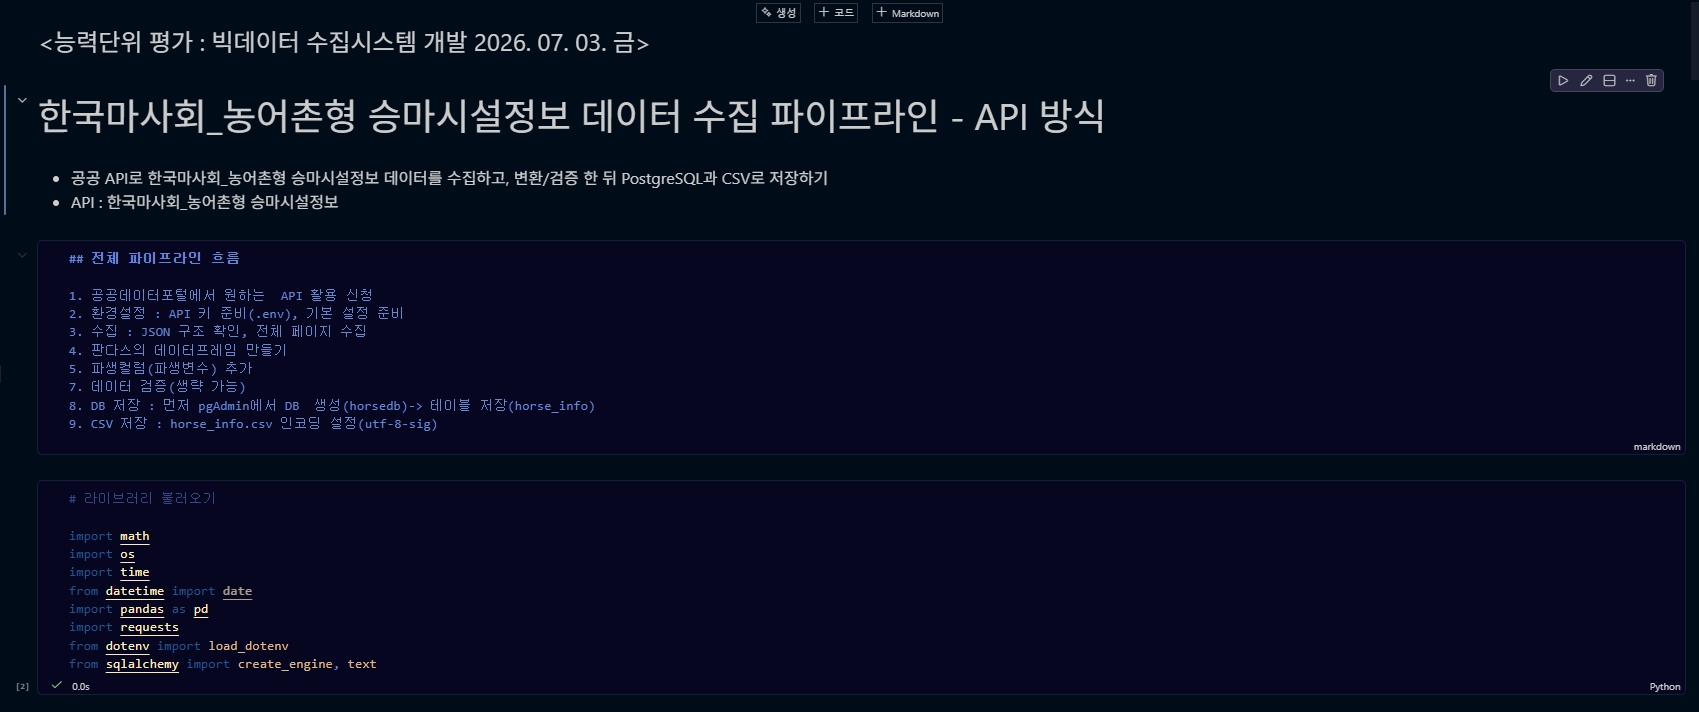 생성 코드 Markdown
<능력단위 평가 : 빅데이터 수집시스템 개발 2026. 07. 03. 금>
한국마사회_농어촌형 승마시설정보 데이터 수집 파이프라인 - API 방식
• 공공 API로 한국마사회_농어촌형 승마시설정보 데이터를 수집하고, 변환/검증 한 뒤 PostgreSQL과 CSV로 저장하기
• API : 한국마사회_농어촌형 승마시설정보
## 전체 파이프라인 흐름
1. 공공데이터포털에서 원하는  API 활용 신청
2. 환경설정 : API 키 준비(.env), 기본 설정 준비
3. 수집 : JSON 구조 확인, 전체 페이지 수집
4. 판다스의 데이터프레임 만들기
5. 파생컬럼(파생변수) 추가
7. 데이터 검증(생략 가능)
8. DB 저장 : 먼저 pgAdmin에서 DB  생성(horsedb)-> 테이블 저장(horse_info)
9. CSV 저장 : horse_info.csv 인코딩 설정(utf-8-sig)
markdown
# 라이브러리 불러오기
import math
import os
import time
from datetime import date
import pandas as pd
import requests
from dotenv import load_dotenv
from sqlalchemy import create_engine, text
[2] 0.0s Python